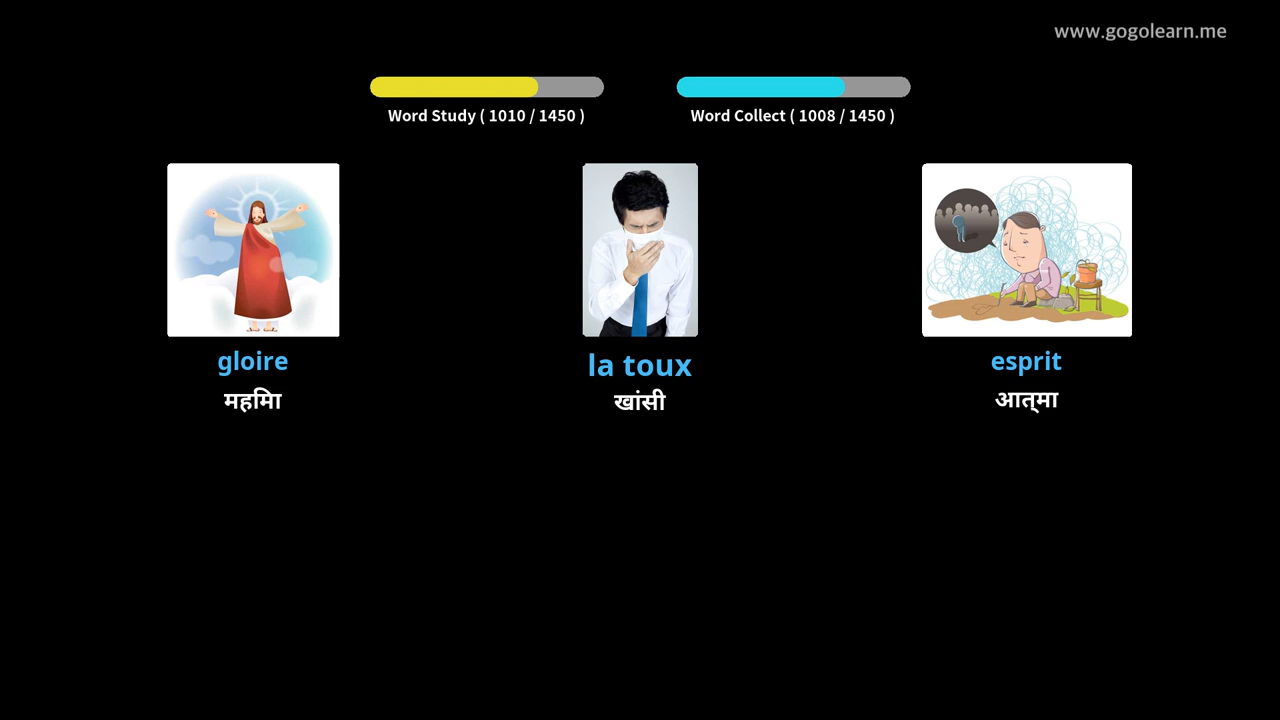 www.gogolearn.me
Word Study ( 1010 / 1450 )
Word Collect ( 1008 / 1450 )
gloire
महिमा
la toux
खांसी
esprit
आत्मा